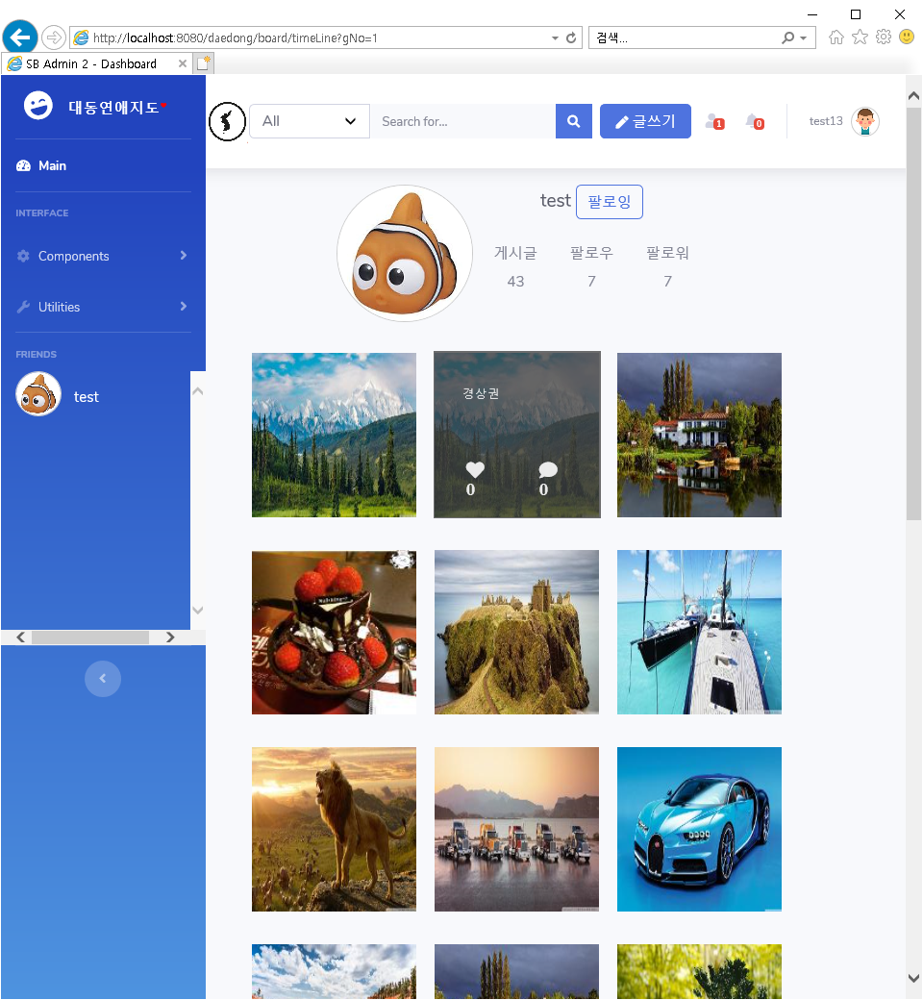 http://localhost:8080/daedong/board/timeLine?gNo=1
검색...
SB Admin 2 - Dashboard
대동연애지도
All
Search for...
글쓰기
1
0
test13
Main
INTERFACE
Components
Utilities
FRIENDS
test
test 팔로잉
게시글 팔로우 팔로워
43 7 7
경상권
0 0